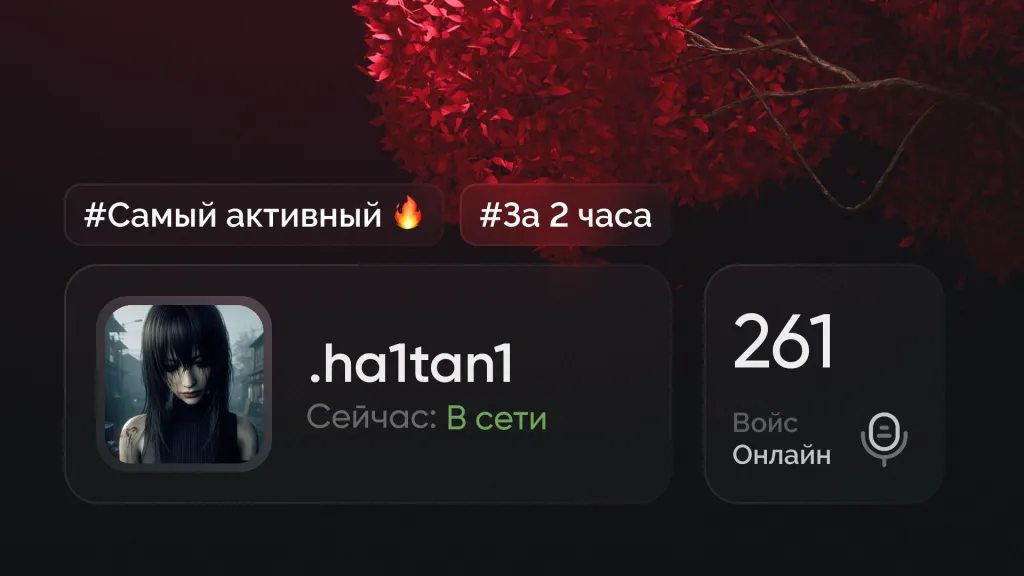 #Самый активный 🔥
#За 2 часа
.ha1tan1
Сейчас: В сети
261
Войс
Онлайн